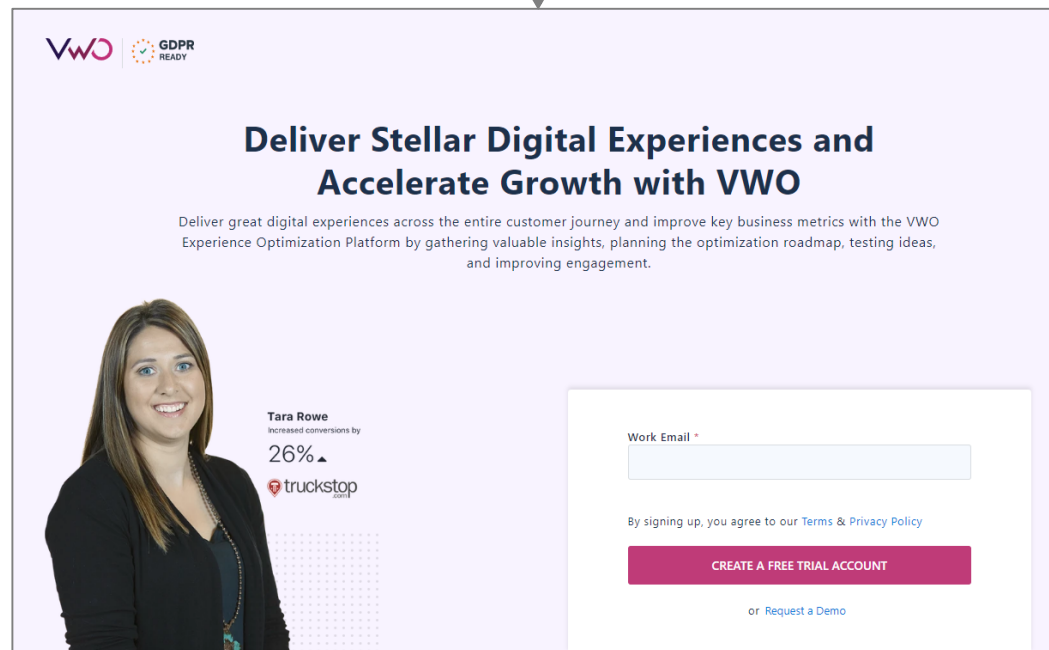 VWO
GDPR
READY
Deliver Stellar Digital Experiences and
Accelerate Growth with VWO
Deliver great digital experiences across the entire customer journey and improve key business metrics with the VWO
Experience Optimization Platform by gathering valuable insights, planning the optimization roadmap, testing ideas,
and improving engagement.
Tara Rowe
Increased conversions by
26%
truckstop
.com
Work Email *
By signing up, you agree to our Terms & Privacy Policy
CREATE A FREE TRIAL ACCOUNT
or Request a Demo